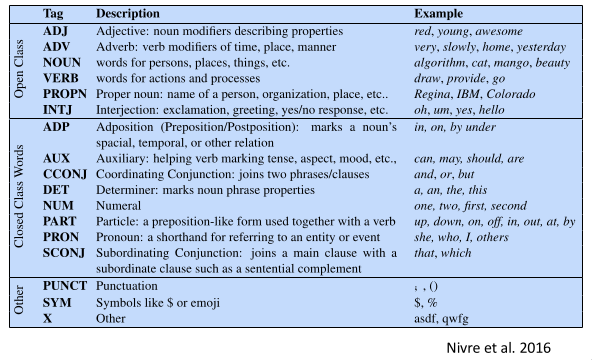 Tag Description Example
Open Class
ADJ Adjective: noun modifiers describing properties red, young, awesome
ADV Adverb: verb modifiers of time, place, manner very, slowly, home, yesterday
NOUN words for persons, places, things, etc. algorithm, cat, mango, beauty
VERB words for actions and processes draw, provide, go
PROPN Proper noun: name of a person, organization, place, etc.. Regina, IBM, Colorado
INTJ Interjection: exclamation, greeting, yes/no response, etc. oh, um, yes, hello
Closed Class Words
ADP Adposition (Preposition/Postposition): marks a noun's in, on, by under
spacial, temporal, or other relation
AUX Auxiliary: helping verb marking tense, aspect, mood, etc., can, may, should, are
CCONJ Coordinating Conjunction: joins two phrases/clauses and, or, but
DET Determiner: marks noun phrase properties a, an, the, this
NUM Numeral one, two, first, second
PART Particle: a preposition-like form used together with a verb up, down, on, off, in, out, at, by
PRON Pronoun: a shorthand for referring to an entity or event she, who, I, others
SCONJ Subordinating Conjunction: joins a main clause with a that, which
subordinate clause such as a sentential complement
Other
PUNCT Punctuation ; , ()
SYM Symbols like $ or emoji $, %
X Other asdf, qwfg
Nivre et al. 2016